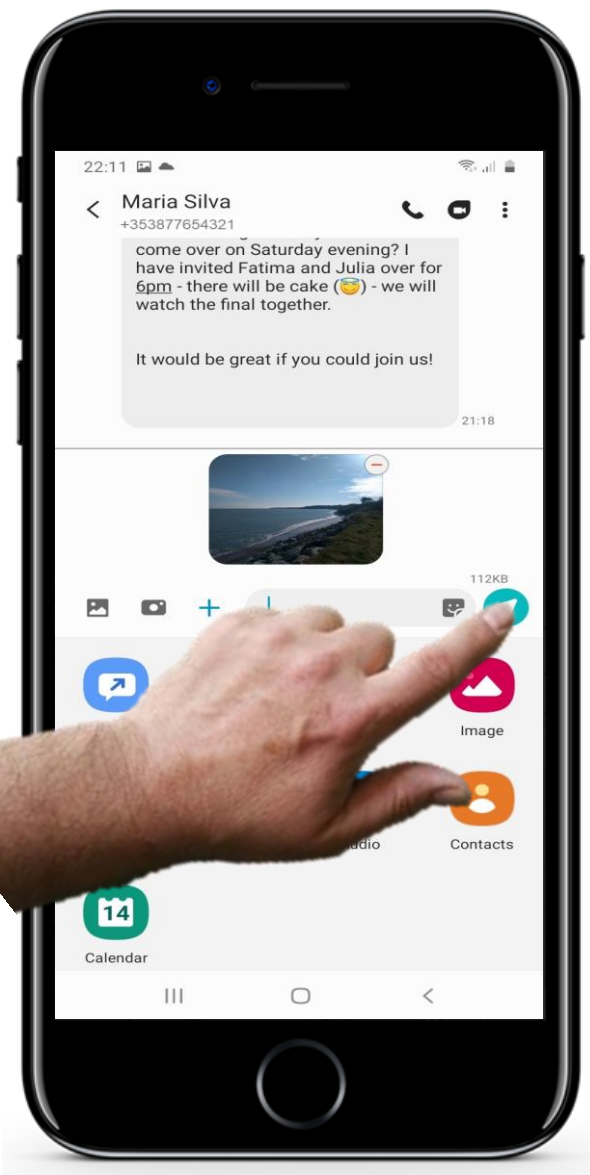 22:11
Maria Silva
+353877654321
come over on Saturday evening? I
have invited Fatima and Julia over for
6pm - there will be cake (😇) - we will
watch the final together.
It would be great if you could join us!
21:18
112KB
Image
Contacts
14
Calendar